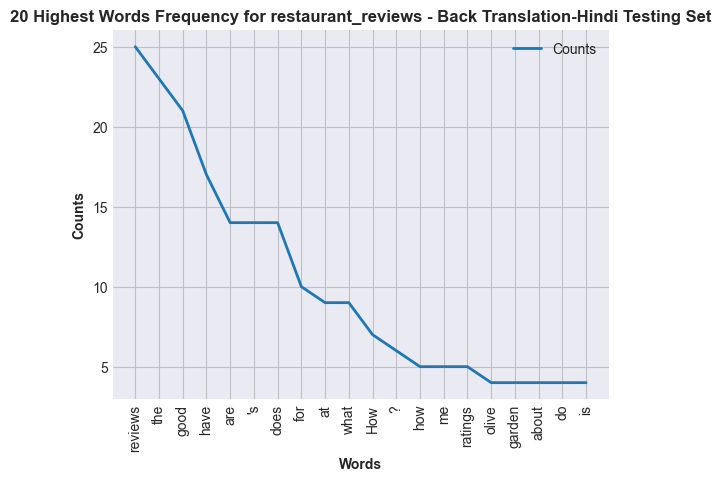 20 Highest Words Frequency for restaurant_reviews - Back Translation-Hindi Testing Set
Counts
25
20
15
10
5
Counts
reviews
the
good
have
are
's
does
for
at
what
How
?
how
me
ratings
olive
garden
about
do
is
Words